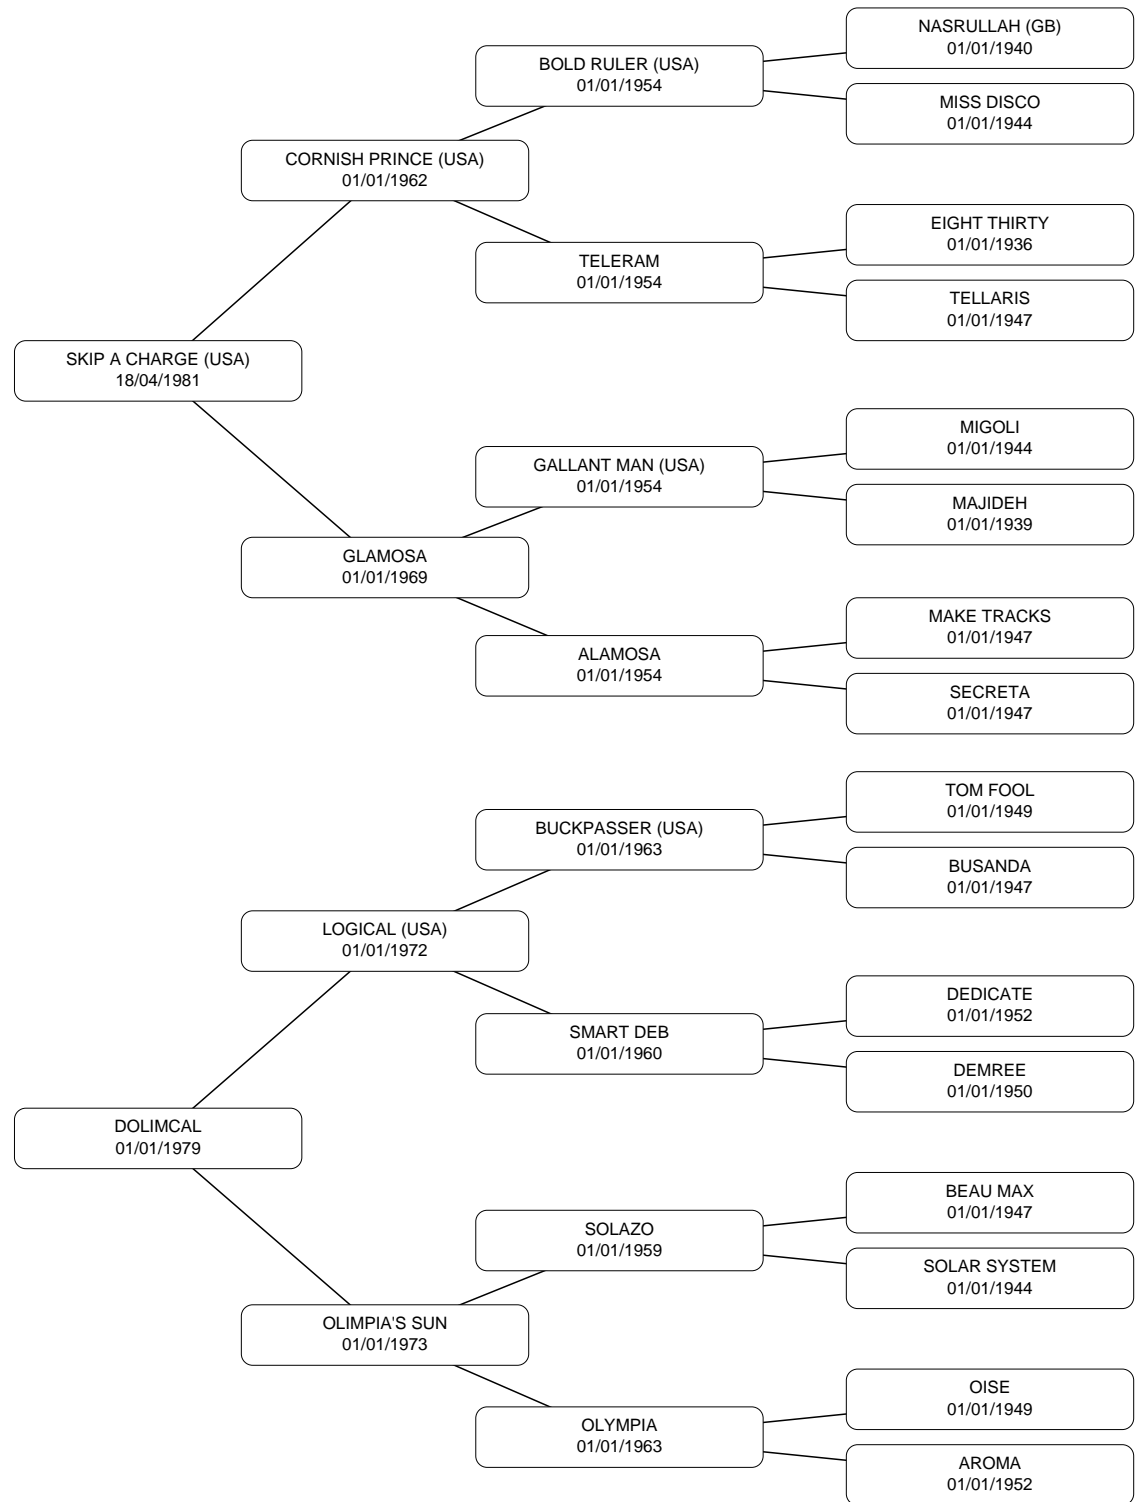 NASRULLAH (GB)
01/01/1940
BOLD RULER (USA)
01/01/1954
MISS DISCO
01/01/1944
CORNISH PRINCE (USA)
01/01/1962
EIGHT THIRTY
01/01/1936
TELERAM
01/01/1954
TELLARIS
01/01/1947
SKIP A CHARGE (USA)
18/04/1981
MIGOLI
01/01/1944
GALLANT MAN (USA)
01/01/1954
MAJIDEH
01/01/1939
GLAMOSA
01/01/1969
MAKE TRACKS
01/01/1947
ALAMOSA
01/01/1954
SECRETA
01/01/1947
TOM FOOL
01/01/1949
BUCKPASSER (USA)
01/01/1963
BUSANDA
01/01/1947
LOGICAL (USA)
01/01/1972
DEDICATE
01/01/1952
SMART DEB
01/01/1960
DEMREE
01/01/1950
DOLIMCAL
01/01/1979
BEAU MAX
01/01/1947
SOLAZO
01/01/1959
SOLAR SYSTEM
01/01/1944
OLIMPIA'S SUN
01/01/1973
OISE
01/01/1949
OLYMPIA
01/01/1963
AROMA
01/01/1952